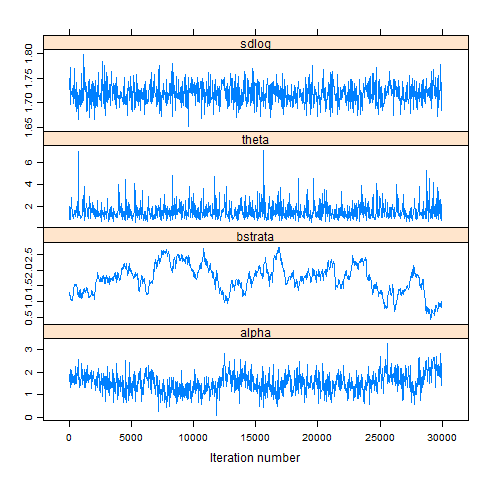 sdlog
1.65 1.70 1.75 1.80
theta
2 4 6
bstrata
0.5 1.0 1.5 2.0 2.5
alpha
0 1 2 3
0 5000 10000 15000 20000 25000 30000
Iteration number